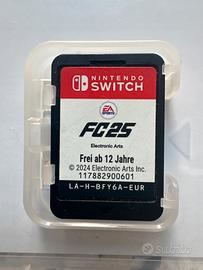 NINTENDO
SWITCH
EA
SPORTS
FC25
Electronic Arts
Frei ab 12 Jahre
© 2024 Electronic Arts Inc.
117882900601
LA-H-BFY6A-EUR
subito